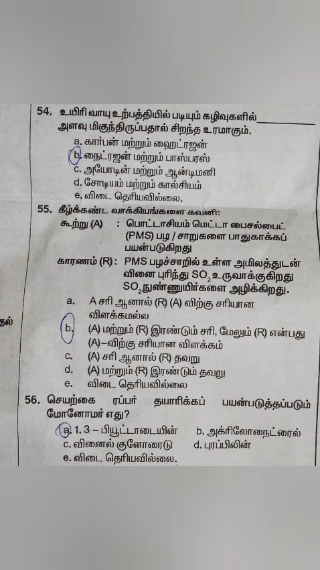 54. உயிரி வாயு உற்பத்தியில் படியும் கழிவுகளில்______
அளவு மிகுந்திருப்பதால் சிறந்த உரமாகும்.
a. கார்பன் மற்றும் ஹைட்ரஜன்
b. நைட்ரஜன் மற்றும் பாஸ்பரஸ்
c. அயோடின் மற்றும் ஆன்டிமனி
d. சோடியம் மற்றும் கால்சியம்
e. விடை தெரியவில்லை.
55. கீழ்க்கண்ட வாக்கியங்களை கவனி:
கூற்று (A) : பொட்டாசியம் மெட்டா பைசல்பைட்
(PMS) பழ / சாறுகளை பாதுகாக்கப்
பயன்படுகிறது
காரணம் (R) : PMS பழச்சாறில் உள்ள அமிலத்துடன்
வினை புரிந்து SO₂ உருவாக்குகிறது
SO₂ நுண்ணுயிர்களை அழிக்கிறது.
a. A சரி ஆனால் (R) (A) விற்கு சரியான
விளக்கமல்ல
b. (A) மற்றும் (R) இரண்டும் சரி, மேலும் (R) என்பது
(A)–விற்கு சரியான விளக்கம்
தல்
c. (A) சரி ஆனால் (R) தவறு
d. (A) மற்றும் (R) இரண்டும் தவறு
e. விடை தெரியவில்லை
56. செயற்கை ரப்பர் தயாரிக்கப் பயன்படுத்தப்படும்
மோனோமர் எது?
a. 1, 3 – பியூட்டாடையின் b. அக்ரிலோநைட்ரைல்
c. வினைல் குளோரைடு d. புரப்பிலின்
e. விடை தெரியவில்லை.